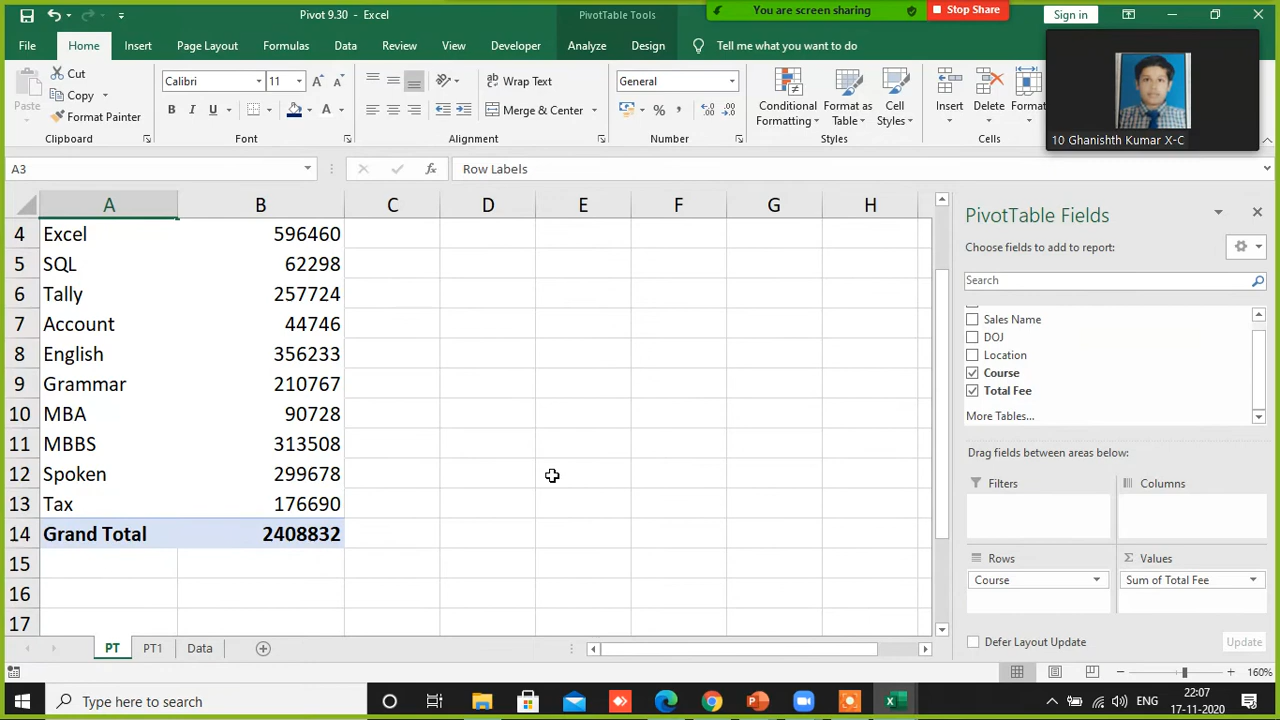 Pivot 9.30 - Excel
PivotTable Tools
You are screen sharing
Stop Share
Sign in
File Home Insert Page Layout Formulas Data Review View Developer Analyze Design Tell me what you want to do
Paste
Cut
Copy
Format Painter
Clipboard
Calibri 11
B I U
Font
Wrap Text
Merge & Center
Alignment
General
Number
Conditional Formatting
Format as Table
Cell Styles
Styles
Insert
Delete
Format
Cells
10 Ghanishth Kumar X-C
A3
fx
Row Labels
A B C D E F G H
4 Excel 596460
5 SQL 62298
6 Tally 257724
7 Account 44746
8 English 356233
9 Grammar 210767
10 MBA 90728
11 MBBS 313508
12 Spoken 299678
13 Tax 176690
14 Grand Total 2408832
15
16
17
PivotTable Fields
Choose fields to add to report:
Search
Sales Name
DOJ
Location
Course
Total Fee
More Tables...
Drag fields between areas below:
Filters
Columns
Rows
Σ Values
Course
Sum of Total Fee
Defer Layout Update
Update
PT PT1 Data
160%
Type here to search
ENG
22:07
17-11-2020